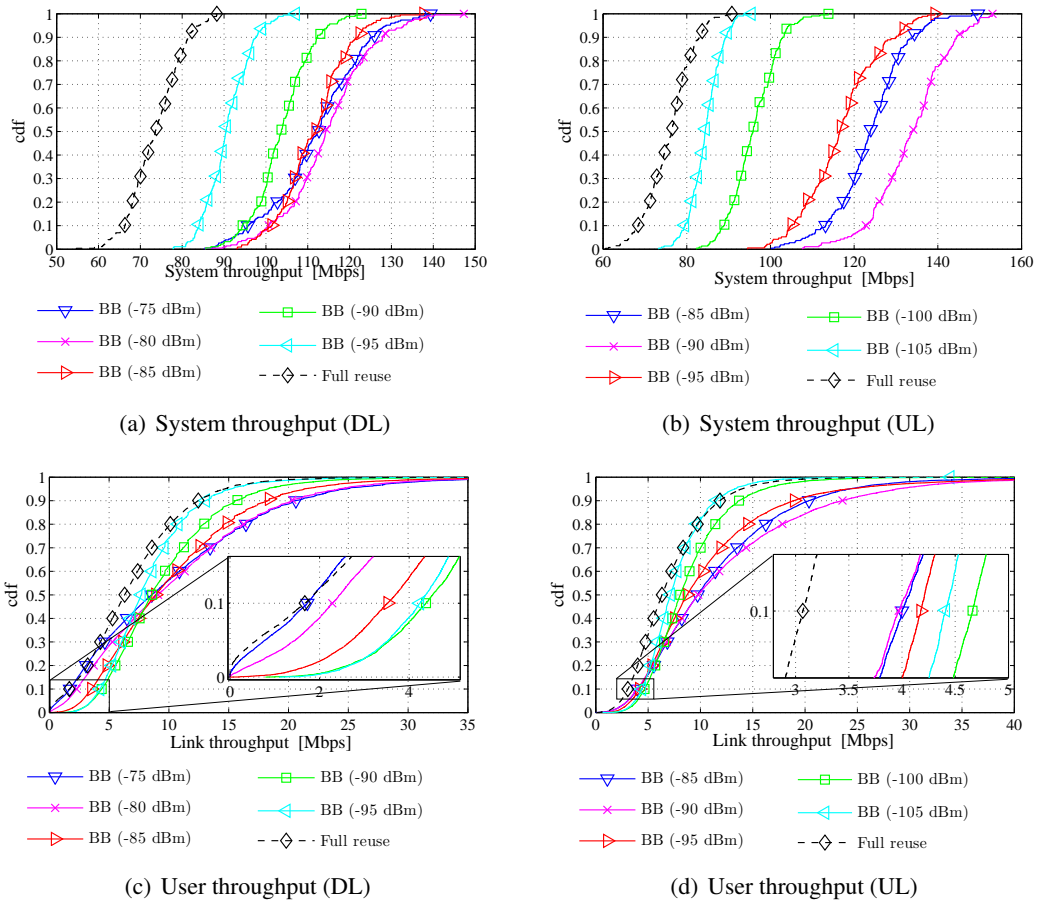 1
0.9
0.8
0.7
0.6
0.5
0.4
0.3
0.2
0.1
0
cdf
50 60 70 80 90 100 110 120 130 140 150
System throughput [Mbps]
BB (-75 dBm)
BB (-80 dBm)
BB (-85 dBm)
BB (-90 dBm)
BB (-95 dBm)
Full reuse
(a) System throughput (DL)
1
0.9
0.8
0.7
0.6
0.5
0.4
0.3
0.2
0.1
0
cdf
60 80 100 120 140 160
System throughput [Mbps]
BB (-85 dBm)
BB (-90 dBm)
BB (-95 dBm)
BB (-100 dBm)
BB (-105 dBm)
Full reuse
(b) System throughput (UL)
1
0.9
0.8
0.7
0.6
0.5
0.4
0.3
0.2
0.1
0
cdf
0.1
0
0 2 4
0 5 10 15 20 25 30 35
Link throughput [Mbps]
BB (-75 dBm)
BB (-80 dBm)
BB (-85 dBm)
BB (-90 dBm)
BB (-95 dBm)
Full reuse
(c) User throughput (DL)
1
0.9
0.8
0.7
0.6
0.5
0.4
0.3
0.2
0.1
0
cdf
0.1
3 3.5 4 4.5 5
0 5 10 15 20 25 30 35 40
Link throughput [Mbps]
BB (-85 dBm)
BB (-90 dBm)
BB (-95 dBm)
BB (-100 dBm)
BB (-105 dBm)
Full reuse
(d) User throughput (UL)